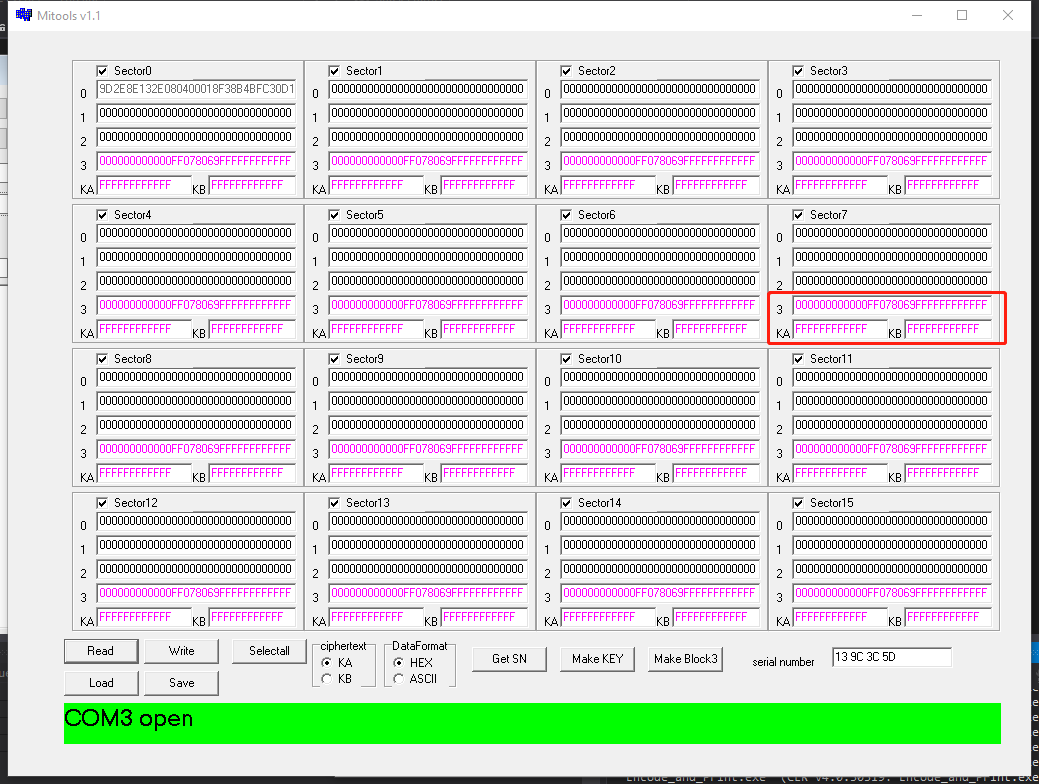 Mitools v1.1
Sector0 Sector1 Sector2 Sector3
0 9D2E8E132E080400018F38B4BFC30D1 0 00000000000000000000000000000000 0 00000000000000000000000000000000 0 00000000000000000000000000000000
1 00000000000000000000000000000000 1 00000000000000000000000000000000 1 00000000000000000000000000000000 1 00000000000000000000000000000000
2 00000000000000000000000000000000 2 00000000000000000000000000000000 2 00000000000000000000000000000000 2 00000000000000000000000000000000
3 000000000000FF078069FFFFFFFFFFFF 3 000000000000FF078069FFFFFFFFFFFF 3 000000000000FF078069FFFFFFFFFFFF 3 000000000000FF078069FFFFFFFFFFFF
KA FFFFFFFFFFFF KB FFFFFFFFFFFF KA FFFFFFFFFFFF KB FFFFFFFFFFFF KA FFFFFFFFFFFF KB FFFFFFFFFFFF KA FFFFFFFFFFFF KB FFFFFFFFFFFF
Sector4 Sector5 Sector6 Sector7
0 00000000000000000000000000000000 0 00000000000000000000000000000000 0 00000000000000000000000000000000 0 00000000000000000000000000000000
1 00000000000000000000000000000000 1 00000000000000000000000000000000 1 00000000000000000000000000000000 1 00000000000000000000000000000000
2 00000000000000000000000000000000 2 00000000000000000000000000000000 2 00000000000000000000000000000000 2 00000000000000000000000000000000
3 000000000000FF078069FFFFFFFFFFFF 3 000000000000FF078069FFFFFFFFFFFF 3 000000000000FF078069FFFFFFFFFFFF 3 000000000000FF078069FFFFFFFFFFFF
KA FFFFFFFFFFFF KB FFFFFFFFFFFF KA FFFFFFFFFFFF KB FFFFFFFFFFFF KA FFFFFFFFFFFF KB FFFFFFFFFFFF KA FFFFFFFFFFFF KB FFFFFFFFFFFF
Sector8 Sector9 Sector10 Sector11
0 00000000000000000000000000000000 0 00000000000000000000000000000000 0 00000000000000000000000000000000 0 00000000000000000000000000000000
1 00000000000000000000000000000000 1 00000000000000000000000000000000 1 00000000000000000000000000000000 1 00000000000000000000000000000000
2 00000000000000000000000000000000 2 00000000000000000000000000000000 2 00000000000000000000000000000000 2 00000000000000000000000000000000
3 000000000000FF078069FFFFFFFFFFFF 3 000000000000FF078069FFFFFFFFFFFF 3 000000000000FF078069FFFFFFFFFFFF 3 000000000000FF078069FFFFFFFFFFFF
KA FFFFFFFFFFFF KB FFFFFFFFFFFF KA FFFFFFFFFFFF KB FFFFFFFFFFFF KA FFFFFFFFFFFF KB FFFFFFFFFFFF KA FFFFFFFFFFFF KB FFFFFFFFFFFF
Sector12 Sector13 Sector14 Sector15
0 00000000000000000000000000000000 0 00000000000000000000000000000000 0 00000000000000000000000000000000 0 00000000000000000000000000000000
1 00000000000000000000000000000000 1 00000000000000000000000000000000 1 00000000000000000000000000000000 1 00000000000000000000000000000000
2 00000000000000000000000000000000 2 00000000000000000000000000000000 2 00000000000000000000000000000000 2 00000000000000000000000000000000
3 000000000000FF078069FFFFFFFFFFFF 3 000000000000FF078069FFFFFFFFFFFF 3 000000000000FF078069FFFFFFFFFFFF 3 000000000000FF078069FFFFFFFFFFFF
KA FFFFFFFFFFFF KB FFFFFFFFFFFF KA FFFFFFFFFFFF KB FFFFFFFFFFFF KA FFFFFFFFFFFF KB FFFFFFFFFFFF KA FFFFFFFFFFFF KB FFFFFFFFFFFF
Read Write Selectall ciphertext KA KB DataFormat HEX ASCII Get SN Make KEY Make Block3 serial number 13 9C 3C 5D
Load Save
COM3 open